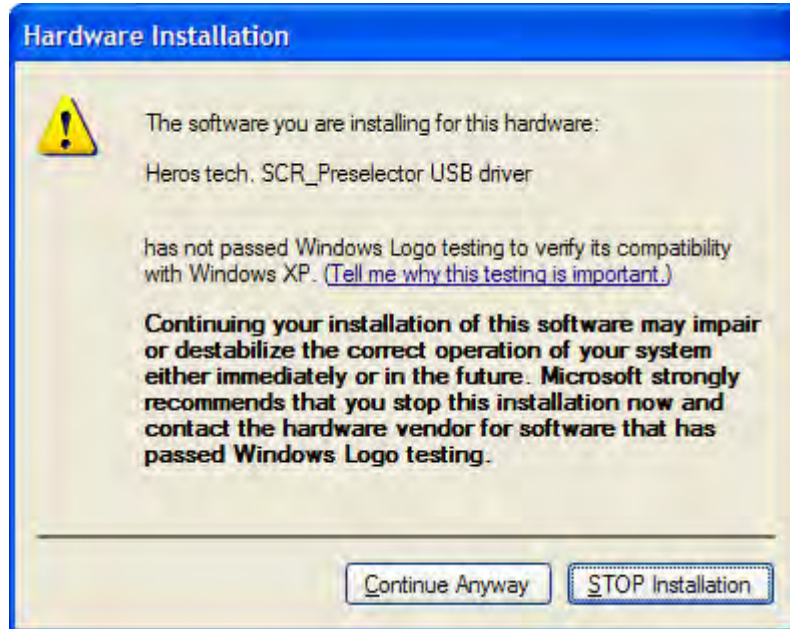 Hardware Installation
The software you are installing for this hardware:
Heros tech. SCR_Preselector USB driver
has not passed Windows Logo testing to verify its compatibility
with Windows XP. (Tell me why this testing is important.)
Continuing your installation of this software may impair
or destabilize the correct operation of your system
either immediately or in the future. Microsoft strongly
recommends that you stop this installation now and
contact the hardware vendor for software that has
passed Windows Logo testing.
Continue Anyway
STOP Installation